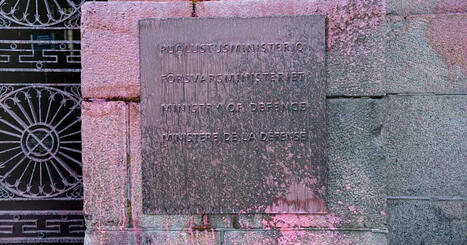 PUOLUSTUSMINISTERIÖ
FÖRSVARSMINISTERIET
MINISTRY OF DEFENCE
MINISTÈRE DE LA DÉFENSE